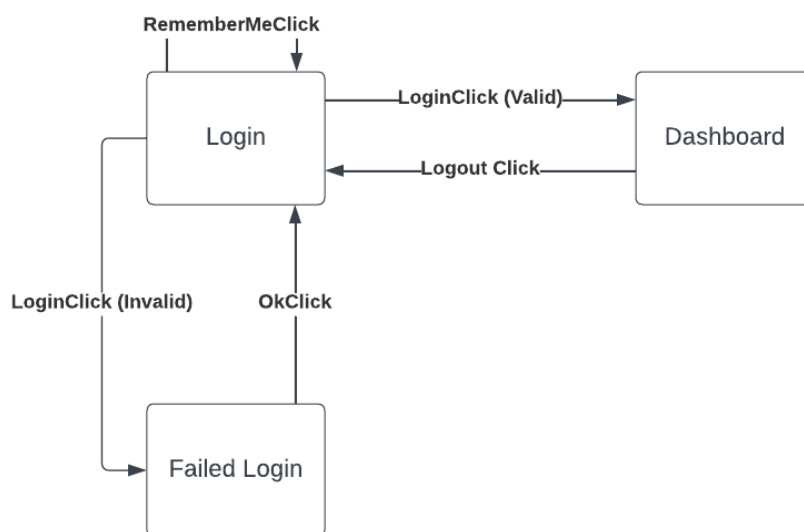 RememberMeClick
Login
LoginClick (Valid)
Dashboard
Logout Click
LoginClick (Invalid)
OkClick
Failed Login